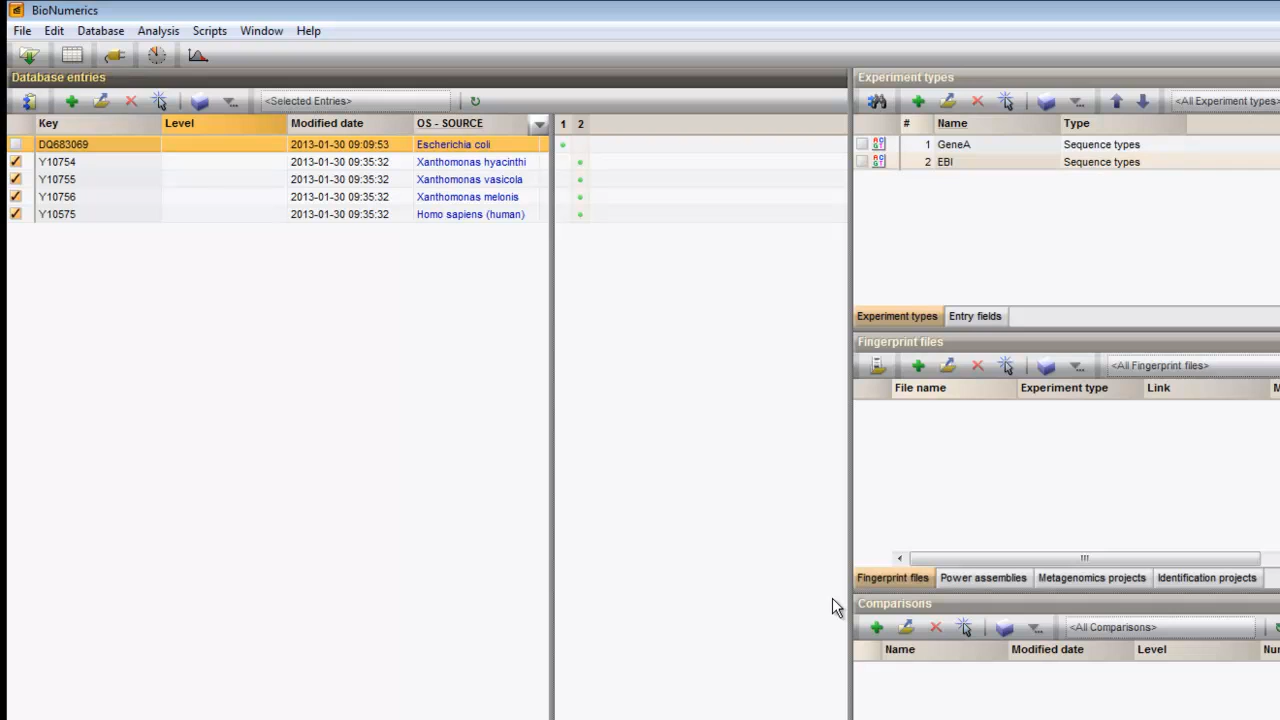 BioNumerics
File Edit Database Analysis Scripts Window Help
Database entries
<Selected Entries>
Key Level Modified date OS - SOURCE 1 2
DQ683069 2013-01-30 09:09:53 Escherichia coli
Y10754 2013-01-30 09:35:32 Xanthomonas hyacinthi
Y10755 2013-01-30 09:35:32 Xanthomonas vasicola
Y10756 2013-01-30 09:35:32 Xanthomonas melonis
Y10575 2013-01-30 09:35:32 Homo sapiens (human)
Experiment types
<All Experiment types>
# Name Type
1 GeneA Sequence types
2 EBI Sequence types
Experiment types Entry fields
Fingerprint files
<All Fingerprint files>
File name Experiment type Link M
Fingerprint files Power assemblies Metagenomics projects Identification projects
Comparisons
<All Comparisons>
Name Modified date Level Nu